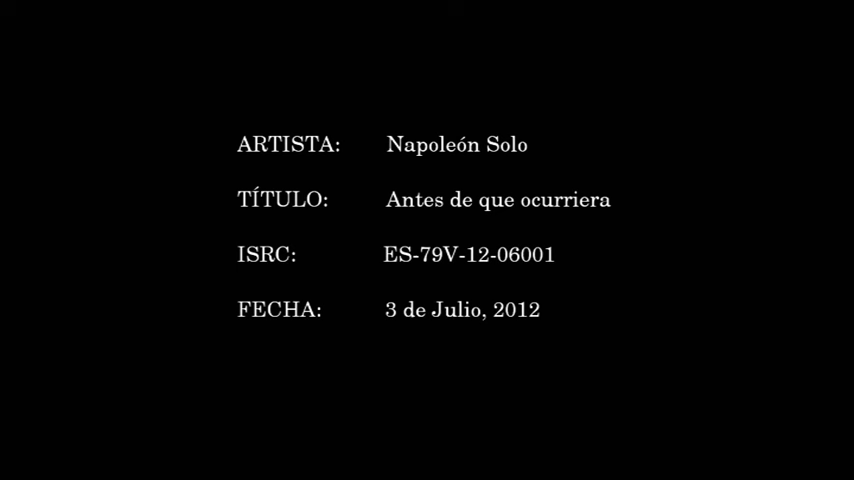 ARTISTA: Napoleón Solo
TÍTULO: Antes de que ocurriera
ISRC: ES-79V-12-06001
FECHA: 3 de Julio, 2012